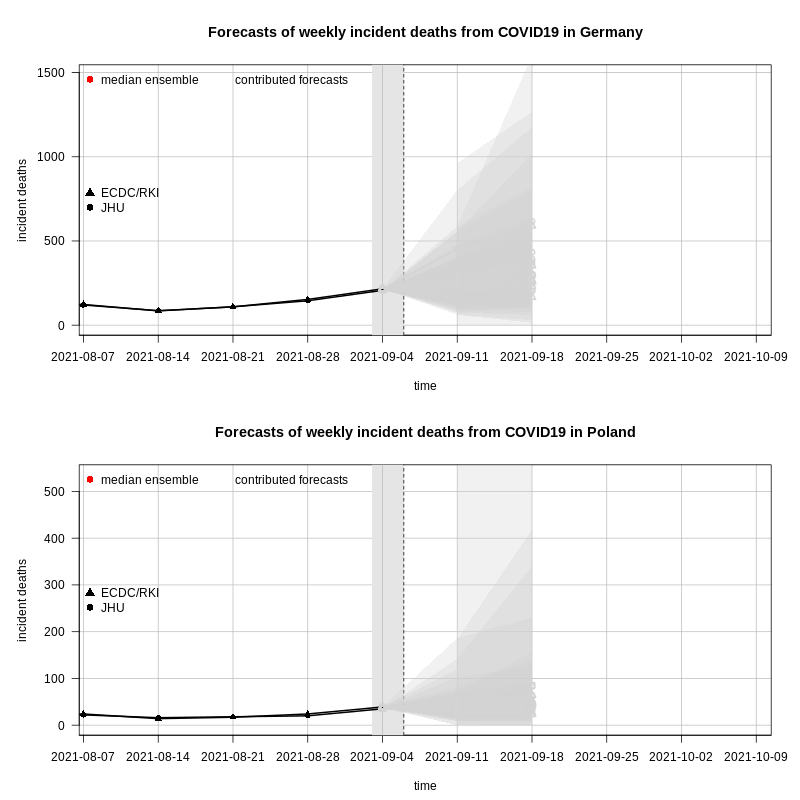 Forecasts of weekly incident deaths from COVID19 in Germany
1500
median ensemble contributed forecasts
1000
ECDC/RKI
JHU
incident deaths
500
0
2021-08-07 2021-08-14 2021-08-21 2021-08-28 2021-09-04 2021-09-11 2021-09-18 2021-09-25 2021-10-02 2021-10-09
time
Forecasts of weekly incident deaths from COVID19 in Poland
median ensemble contributed forecasts
500
400
300
ECDC/RKI
JHU
incident deaths
200
100
0
2021-08-07 2021-08-14 2021-08-21 2021-08-28 2021-09-04 2021-09-11 2021-09-18 2021-09-25 2021-10-02 2021-10-09
time